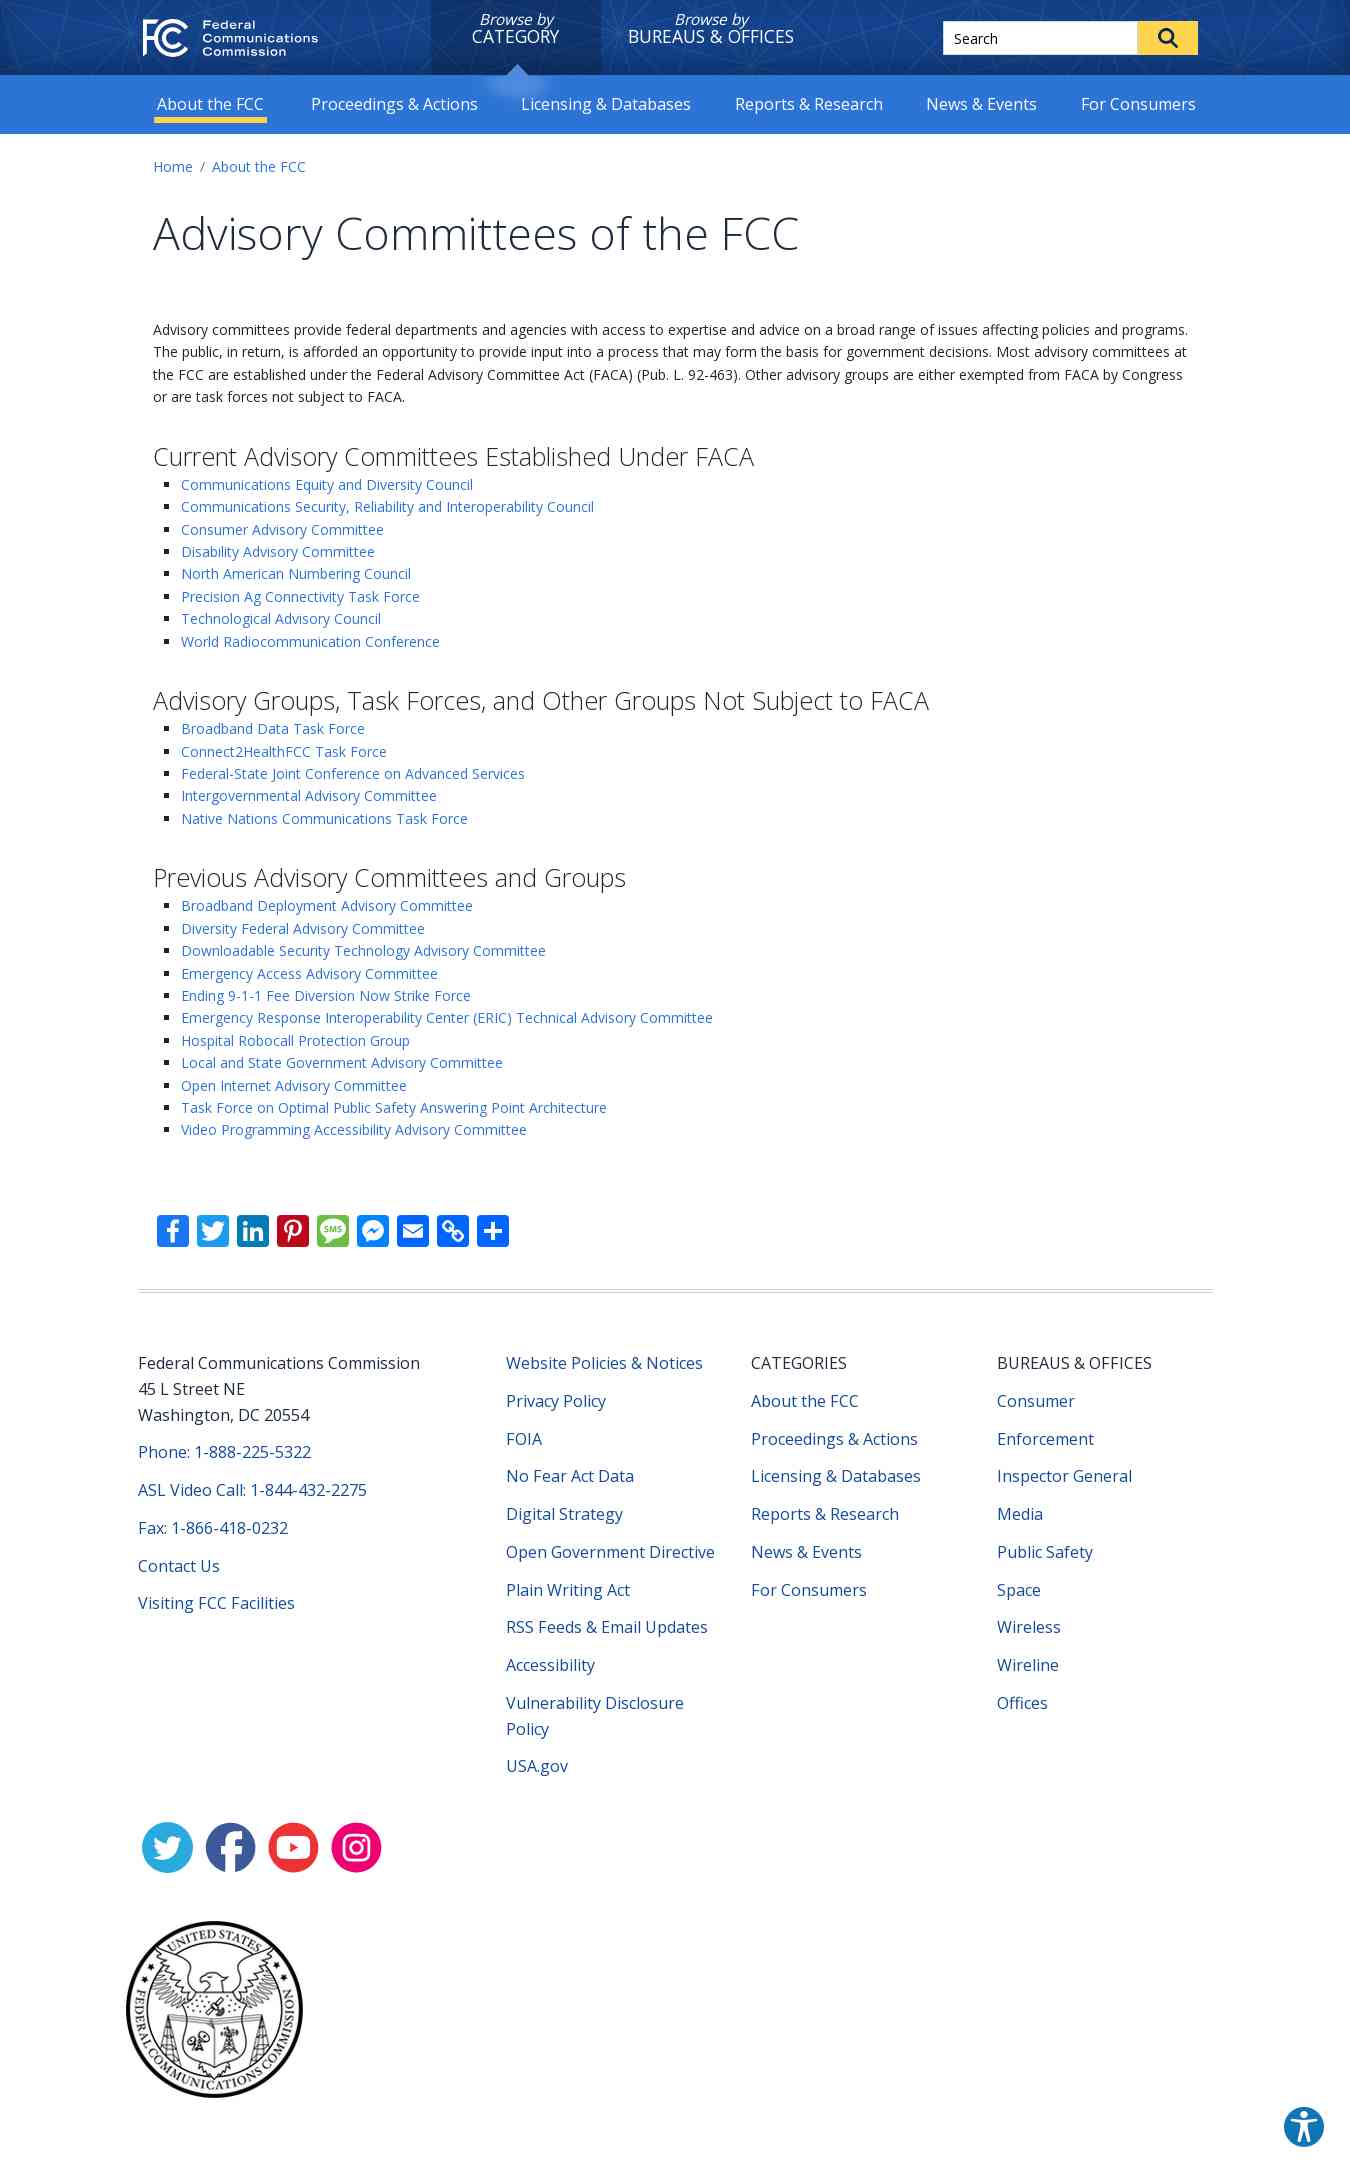 Federal
Communications
Commission
Browse by
CATEGORY
Browse by
BUREAUS & OFFICES
Search
About the FCC
Proceedings & Actions
Licensing & Databases
Reports & Research
News & Events
For Consumers
Home / About the FCC
Advisory Committees of the FCC
Advisory committees provide federal departments and agencies with access to expertise and advice on a broad range of issues affecting policies and programs.
The public, in return, is afforded an opportunity to provide input into a process that may form the basis for government decisions. Most advisory committees at
the FCC are established under the Federal Advisory Committee Act (FACA) (Pub. L. 92-463). Other advisory groups are either exempted from FACA by Congress
or are task forces not subject to FACA.
Current Advisory Committees Established Under FACA
Communications Equity and Diversity Council
Communications Security, Reliability and Interoperability Council
Consumer Advisory Committee
Disability Advisory Committee
North American Numbering Council
Precision Ag Connectivity Task Force
Technological Advisory Council
World Radiocommunication Conference
Advisory Groups, Task Forces, and Other Groups Not Subject to FACA
Broadband Data Task Force
Connect2HealthFCC Task Force
Federal-State Joint Conference on Advanced Services
Intergovernmental Advisory Committee
Native Nations Communications Task Force
Previous Advisory Committees and Groups
Broadband Deployment Advisory Committee
Diversity Federal Advisory Committee
Downloadable Security Technology Advisory Committee
Emergency Access Advisory Committee
Ending 9-1-1 Fee Diversion Now Strike Force
Emergency Response Interoperability Center (ERIC) Technical Advisory Committee
Hospital Robocall Protection Group
Local and State Government Advisory Committee
Open Internet Advisory Committee
Task Force on Optimal Public Safety Answering Point Architecture
Video Programming Accessibility Advisory Committee
SMS
Federal Communications Commission
45 L Street NE
Washington, DC 20554
Phone: 1-888-225-5322
ASL Video Call: 1-844-432-2275
Fax: 1-866-418-0232
Contact Us
Visiting FCC Facilities
Website Policies & Notices
Privacy Policy
FOIA
No Fear Act Data
Digital Strategy
Open Government Directive
Plain Writing Act
RSS Feeds & Email Updates
Accessibility
Vulnerability Disclosure
Policy
USA.gov
CATEGORIES
About the FCC
Proceedings & Actions
Licensing & Databases
Reports & Research
News & Events
For Consumers
BUREAUS & OFFICES
Consumer
Enforcement
Inspector General
Media
Public Safety
Space
Wireless
Wireline
Offices
UNITED STATES
FEDERAL COMMUNICATIONS COMMISSION